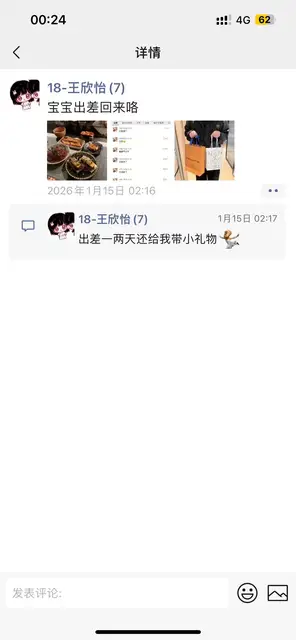 00:24
4G
62
详情
18-王欣怡 (7)
宝宝出差回来咯
2026年1月15日 02:16
18-王欣怡 (7)
1月15日 02:17
出差一两天还给我带小礼物
发表评论: